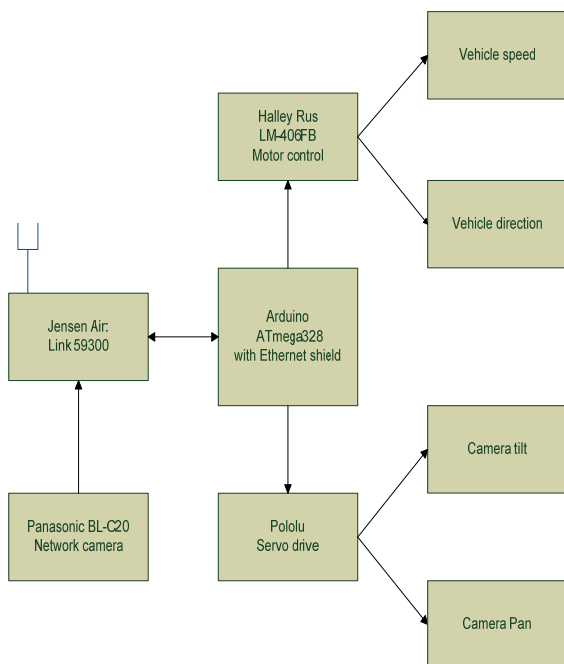 Vehicle speed
Halley Rus
LM-406FB
Motor control
Vehicle direction
Jensen Air:
Link 59300
Arduino
ATmega328
with Ethernet shield
Camera tilt
Panasonic BL-C20
Network camera
Pololu
Servo drive
Camera Pan